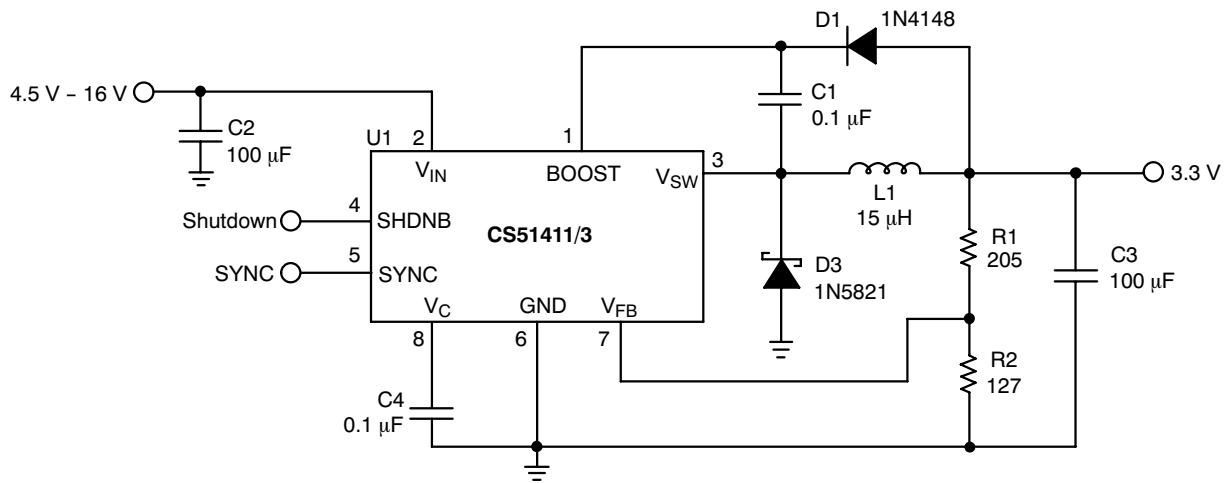 D1
1N4148
4.5 V – 16 V
C2
100 μF
C1
0.1 μF
U1
2
1
3
VIN
BOOST
VSW
3.3 V
L1
15 μH
Shutdown
4
SHDNB
CS51411/3
R1
205
C3
100 μF
SYNC
5
SYNC
D3
1N5821
VC
GND
VFB
8
6
7
R2
127
C4
0.1 μF